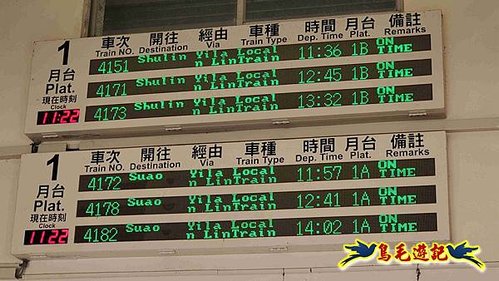 1 車次 開往 經由 車種 時間 月台 備註
月台 Train NO. Destination Via Train Type Dep. Time Plat. Remarks
Plat. 4151 Shulin Yila Local 11:36 1B ON TIME
n LinTrain
現在時刻 4171 Shulin Yila Local 12:45 1B ON TIME
Clock n LinTrain
11:22 4173 Shulin Yila Local 13:32 1B ON TIME
n LinTrain
1 車次 開往 經由 車種 時間 月台 備註
月台 Train NO. Destination Via Train Type Dep. Time Plat. Remarks
Plat. 4172 Suao Yila Local 11:57 1A ON TIME
n LinTrain
現在時刻 4178 Suao Yila Local 12:41 1A ON TIME
Clock n LinTrain
11:22 4182 Suao Yila Local 14:02 1A ON TIME
n LinTrain
鳥毛遊記